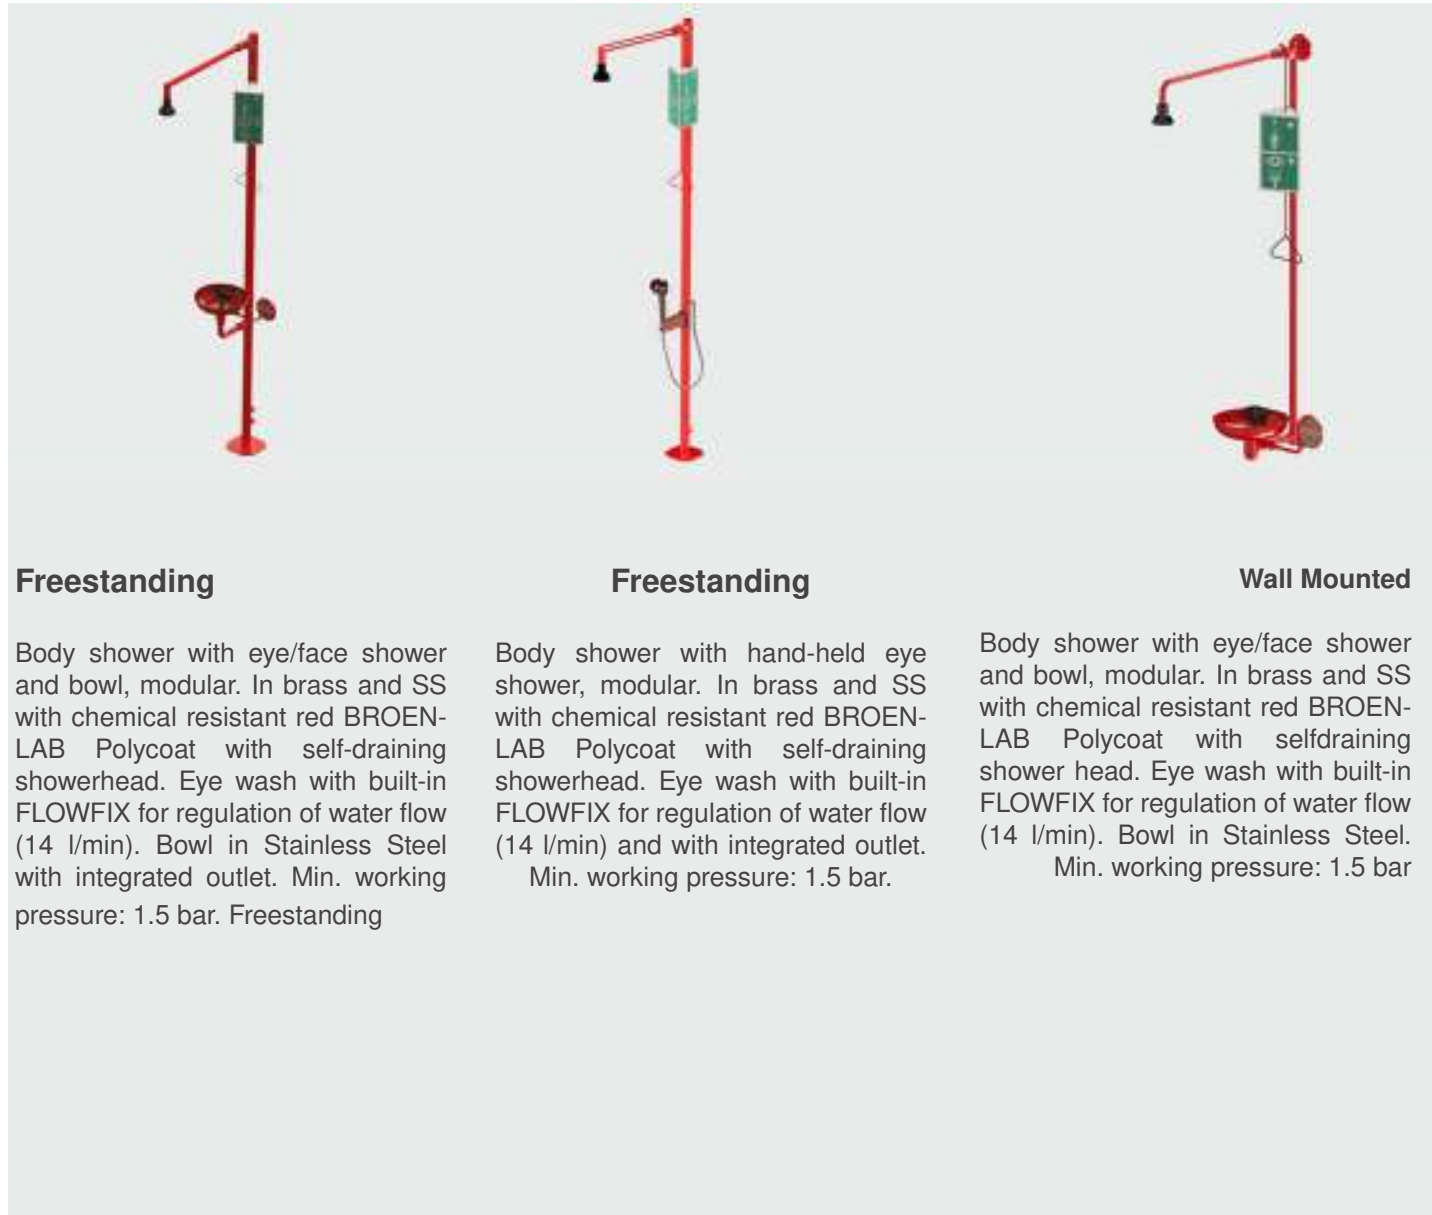 Freestanding
Body shower with eye/face shower
and bowl, modular. In brass and SS
with chemical resistant red BROEN-
LAB Polycoat with self-draining
showerhead. Eye wash with built-in
FLOWFIX for regulation of water flow
(14 l/min). Bowl in Stainless Steel
with integrated outlet. Min. working
pressure: 1.5 bar. Freestanding
Freestanding
Body shower with hand-held eye
shower, modular. In brass and SS
with chemical resistant red BROEN-
LAB Polycoat with self-draining
showerhead. Eye wash with built-in
FLOWFIX for regulation of water flow
(14 l/min) and with integrated outlet.
Min. working pressure: 1.5 bar.
Wall Mounted
Body shower with eye/face shower
and bowl, modular. In brass and SS
with chemical resistant red BROEN-
LAB Polycoat with selfdraining
shower head. Eye wash with built-in
FLOWFIX for regulation of water flow
(14 l/min). Bowl in Stainless Steel.
Min. working pressure: 1.5 bar